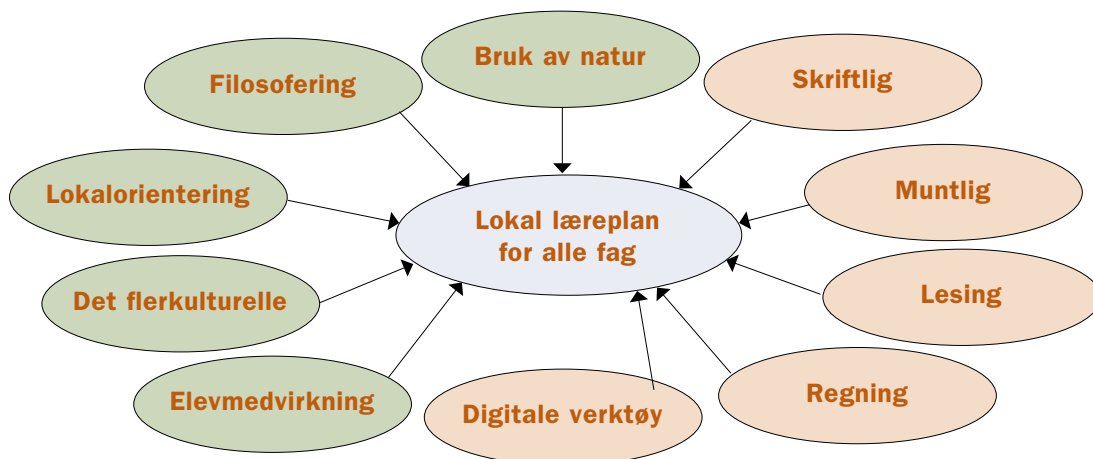 Bruk av natur
Filosofering
Skriftlig
Lokalorientering
Muntlig
Lokal læreplan
for alle fag
Det flerkulturelle
Lesing
Elevmedvirkning
Digitale verktøy
Regning